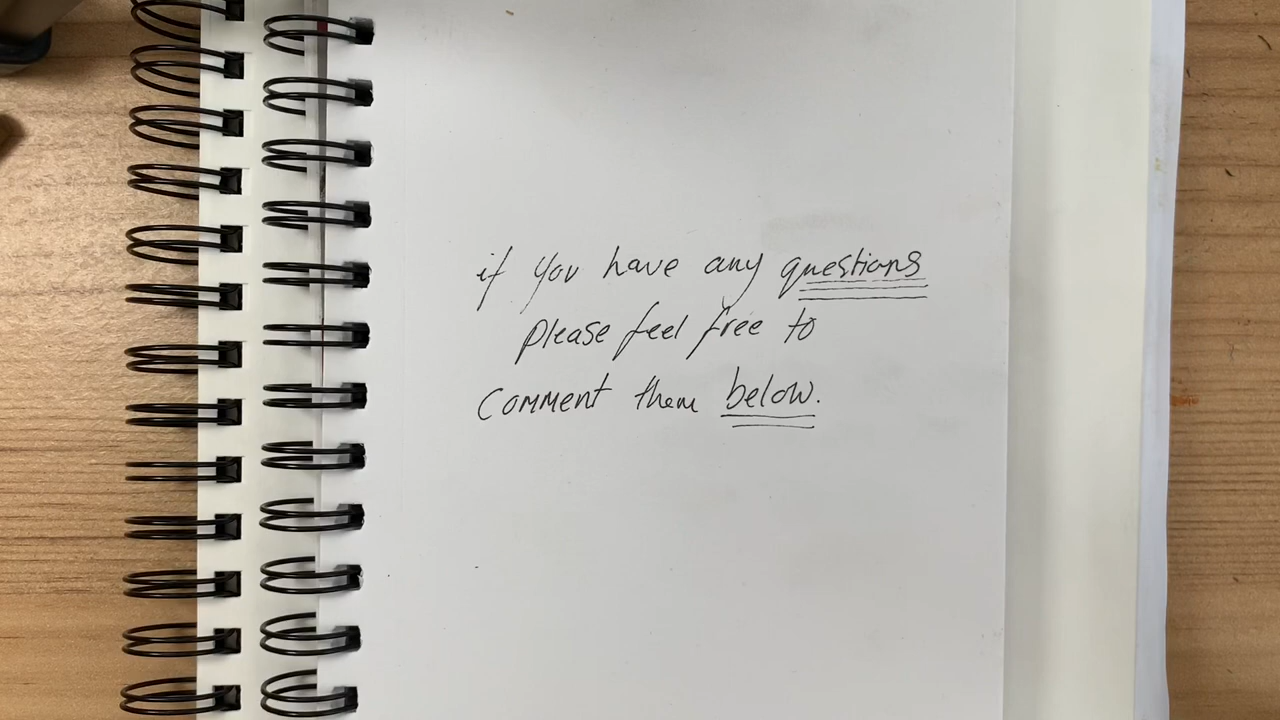 if you have any questions
please feel free to
comment them below.